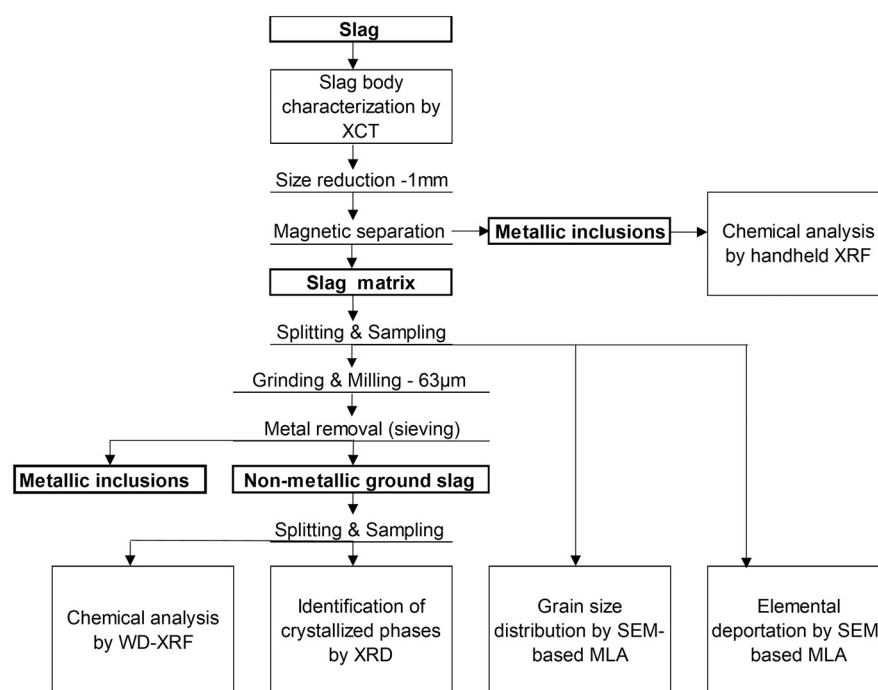 Slag
Slag body
characterization by
XCT
Size reduction -1mm
Magnetic separation
Metallic inclusions
Chemical analysis
by handheld XRF
Slag matrix
Splitting & Sampling
Grinding & Milling - 63µm
Metal removal (sieving)
Metallic inclusions
Non-metallic ground slag
Splitting & Sampling
Chemical analysis
by WD-XRF
Identification of
crystallized phases
by XRD
Grain size
distribution by SEM-
based MLA
Elemental
deportation by SEM
based MLA